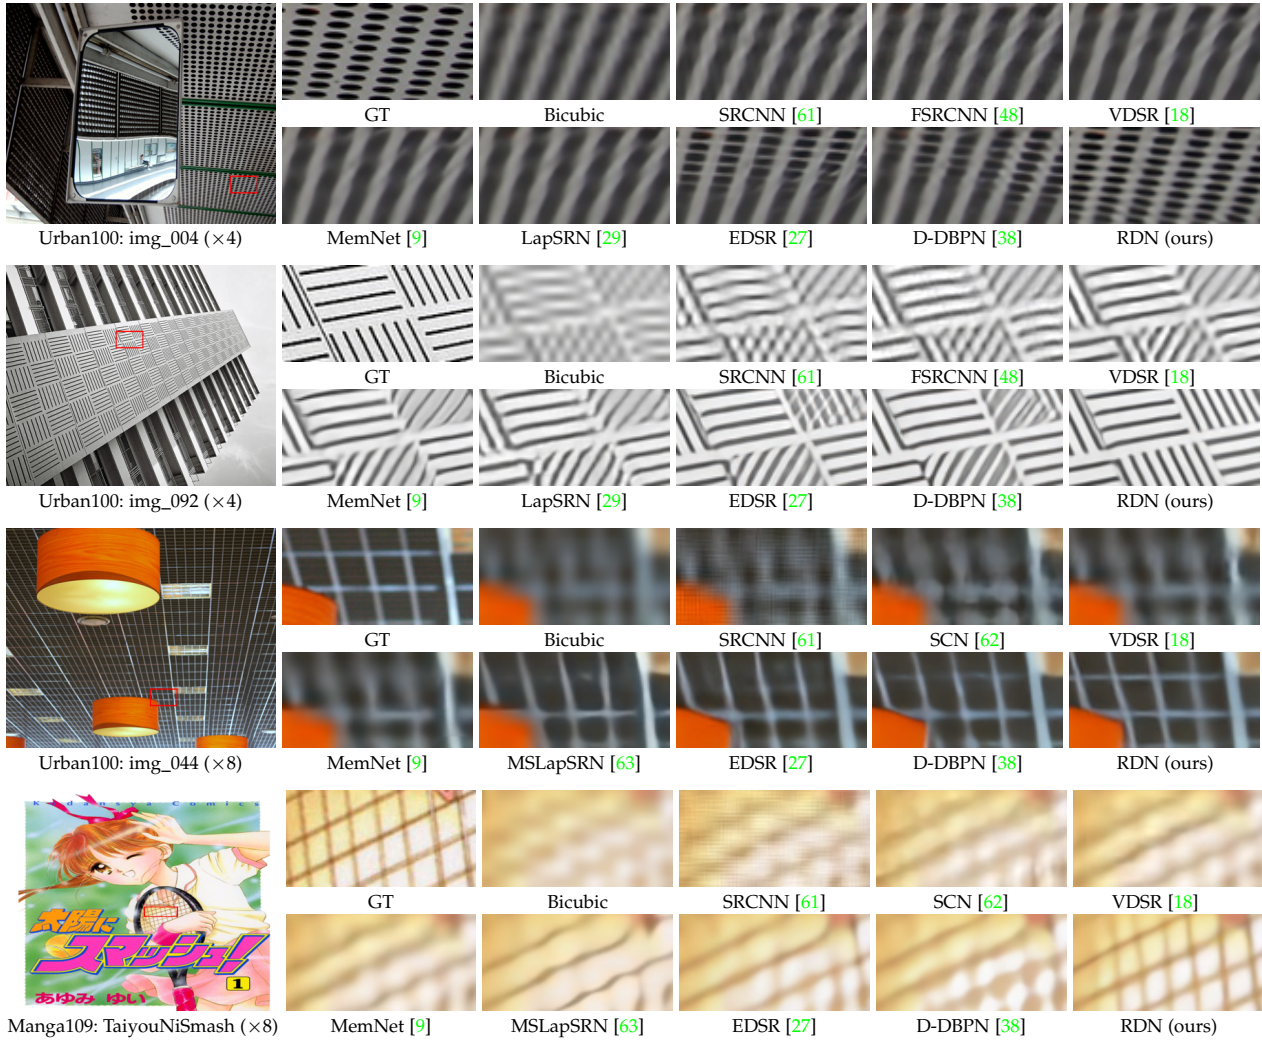 GT Bicubic SRCNN [61] FSRCNN [48] VDSR [18]
Urban100: img_004 (×4) MemNet [9] LapSRN [29] EDSR [27] D-DBPN [38] RDN (ours)
GT Bicubic SRCNN [61] FSRCNN [48] VDSR [18]
Urban100: img_092 (×4) MemNet [9] LapSRN [29] EDSR [27] D-DBPN [38] RDN (ours)
GT Bicubic SRCNN [61] SCN [62] VDSR [18]
Urban100: img_044 (×8) MemNet [9] MSLapSRN [63] EDSR [27] D-DBPN [38] RDN (ours)
Kodansya Comics
太陽に
スマッシュ!
1
あゆみ ゆい
GT Bicubic SRCNN [61] SCN [62] VDSR [18]
Manga109: TaiyouNiSmash (×8) MemNet [9] MSLapSRN [63] EDSR [27] D-DBPN [38] RDN (ours)